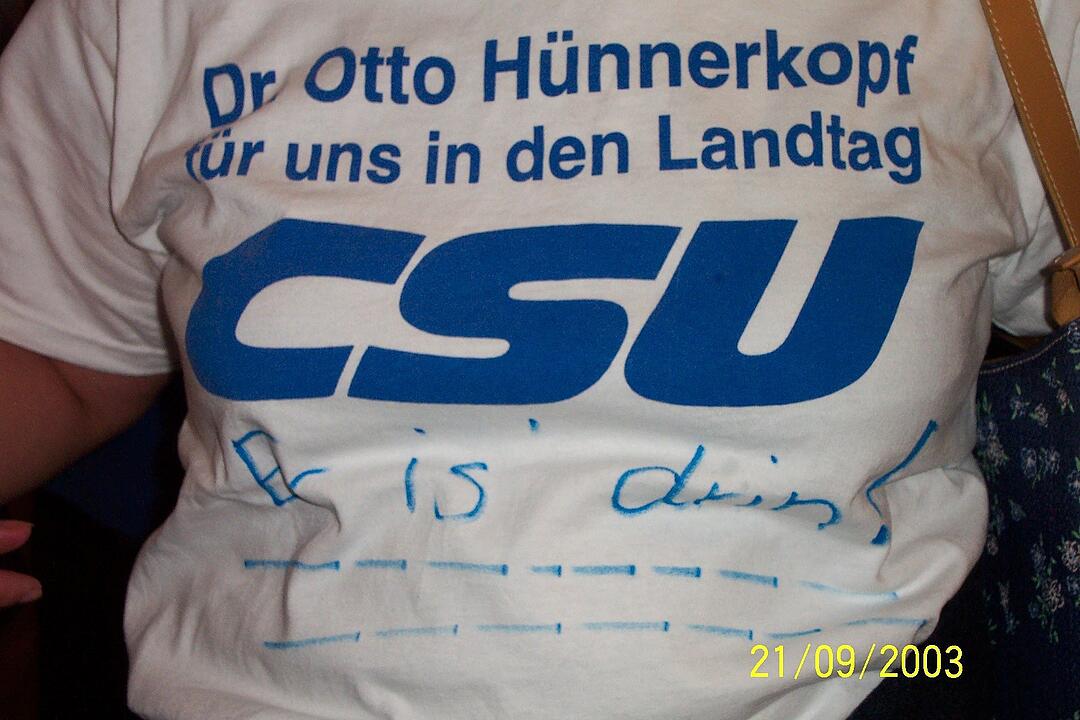 Dr. Otto Hünnerkopf
für uns in den Landtag
CSU
Er is drin!
21/09/2003